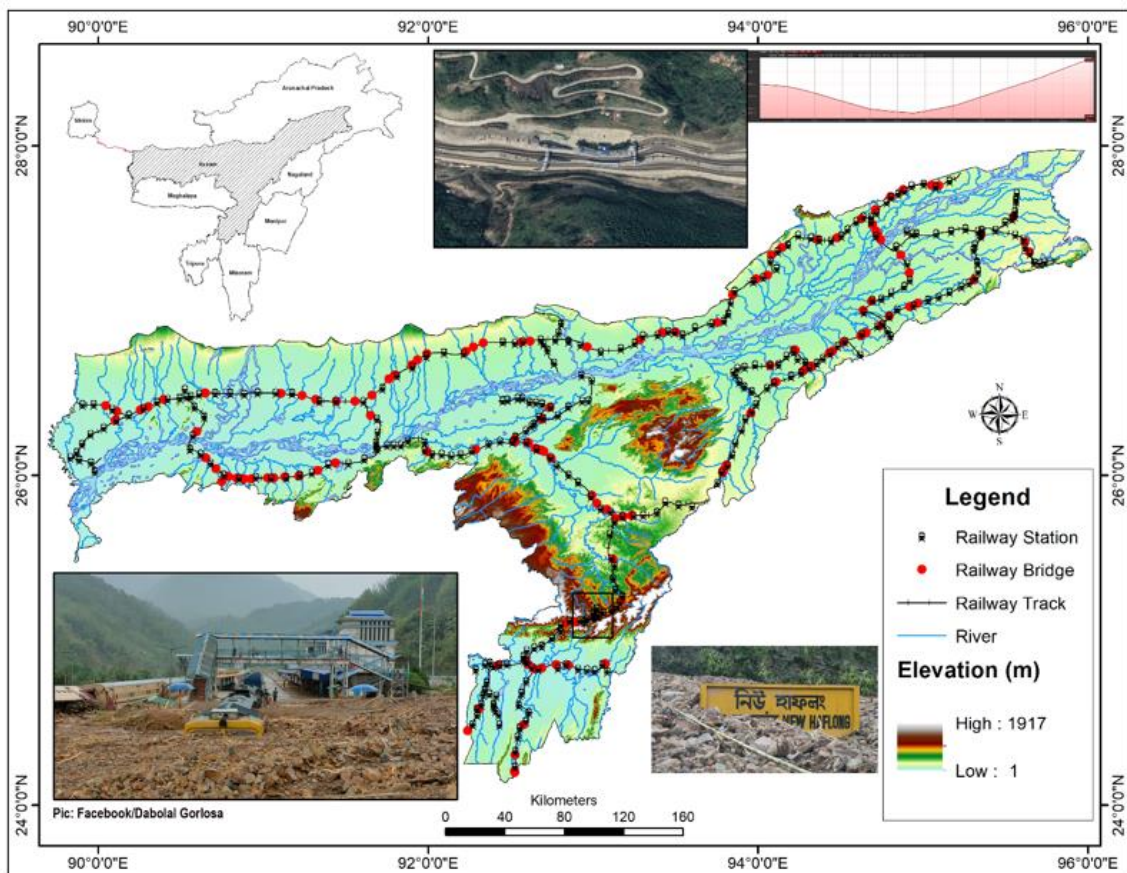 90°0'0"E 92°0'0"E 94°0'0"E 96°0'0"E
28°0'0"N
26°0'0"N
24°0'0"N
Arunachal Pradesh
Sikkim
Assam
Nagaland
Meghalaya
Manipur
Tripura
Mizoram
N
W E
S
Legend
Railway Station
Railway Bridge
Railway Track
River
Elevation (m)
High : 1917
Low : 1
নিউ হাফলং
NEW HAFLONG
Pic: Facebook/Dabolal Gorlosa
Kilometers
0 40 80 120 160
28°0'0"N
26°0'0"N
24°0'0"N
90°0'0"E 92°0'0"E 94°0'0"E 96°0'0"E